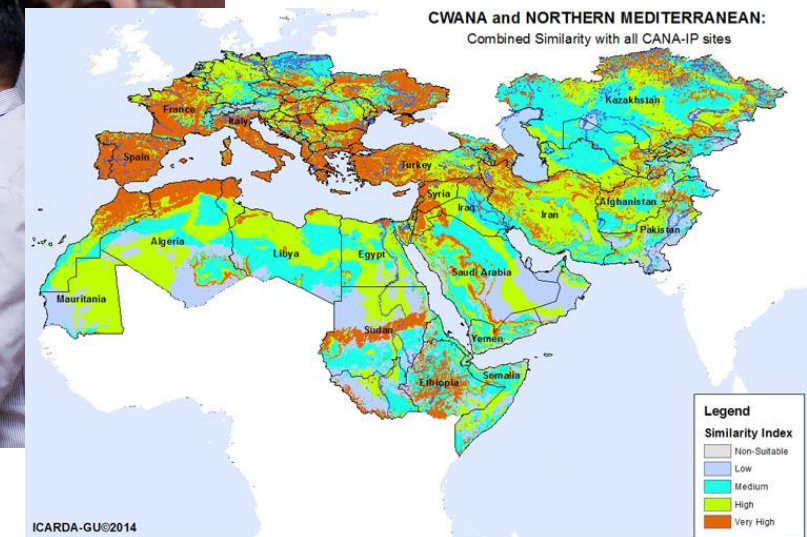 CWANA and NORTHERN MEDITERRANEAN:
Combined Similarity with all CANA-IP sites
Kazakhstan
France
Italy
Spain
Turkey
Syria
Iraq
Iran
Afghanistan
Pakistan
Algeria
Libya
Egypt
Saudi Arabia
Mauritania
Sudan
Yemen
Ethiopia
Somalia
Legend
Similarity Index
Non-Suitable
Low
Medium
High
Very High
ICARDA-GU©2014